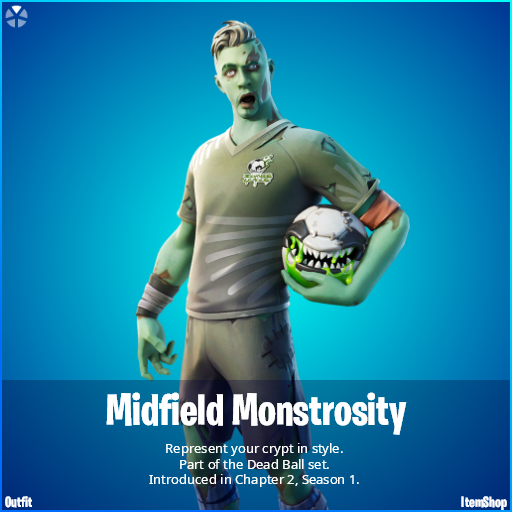 Midfield Monstrosity
Represent your crypt in style.
Part of the Dead Ball set.
Introduced in Chapter 2, Season 1.
Outfit
ItemShop